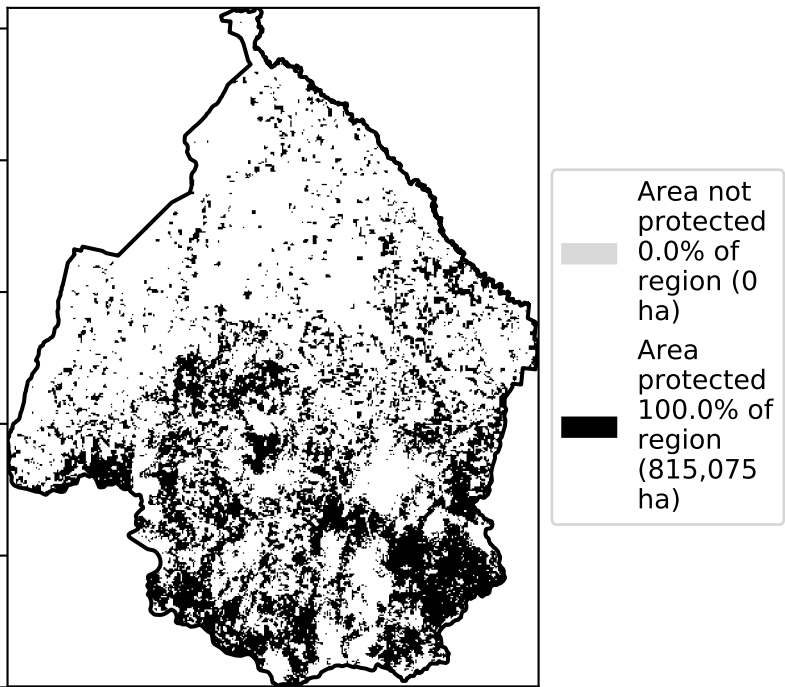 Area not
protected
0.0% of
region (0
ha)
Area
protected
100.0% of
region
(815,075
ha)